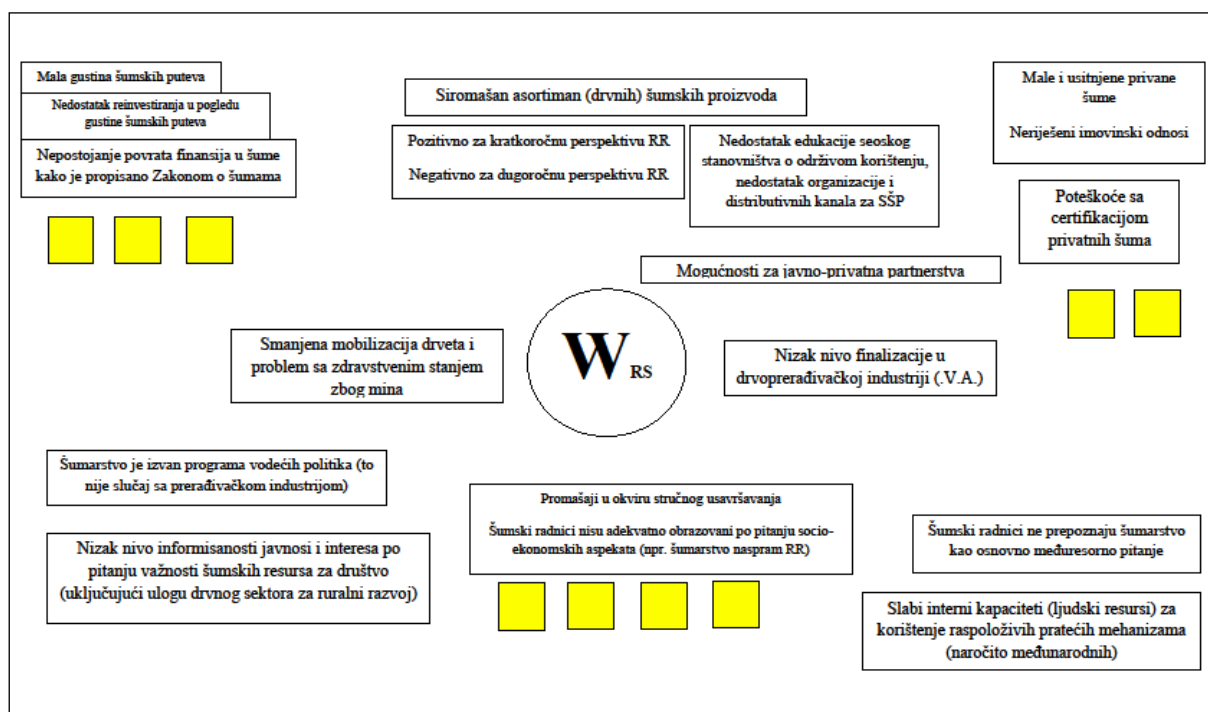 Mala gustina šumskih puteva
Nedostatak reinvestiranja u pogledu
gustine šumskih puteva
Nepostojanje povrata finansija u šume
kako je propisano Zakonom o šumama
Siromašan asortiman (drvnih) šumskih proizvoda
Pozitivno za kratkoročnu perspektivu RR
Negativno za dugoročnu perspektivu RR
Nedostatak edukacije seoskog
stanovništva o održivom korištenju,
nedostatak organizacije i
distributivnih kanala za SŠP
Male i usitnjene privane
šume
Neriješeni imovinski odnosi
Poteškoće sa
certifikacijom
privatnih šuma
Mogućnosti za javno-privatna partnerstva
Smanjena mobilizacija drveta i
problem sa zdravstvenim stanjem
zbog mina
W RS
Nizak nivo finalizacije u
drvoprerađivačkoj industriji (.V.A.)
Šumarstvo je izvan programa vodećih politika (to
nije slučaj sa prerađivačkom industrijom)
Nizak nivo informisanosti javnosi i interesa po
pitanju važnosti šumskih resursa za društvo
(uključujući ulogu drvnog sektora za ruralni razvoj)
Promašaji u okviru stručnog usavršavanja
Šumski radnici nisu adekvatno obrazovani po pitanju socio-
ekonomskih aspekata (npr. šumarstvo naspram RR)
Šumski radnici ne prepoznaju šumarstvo
kao osnovno međuresorno pitanje
Slabi interni kapaciteti (ljudski resursi) za
korištenje raspoloživih pratećih mehanizama
(naročito međunarodnih)